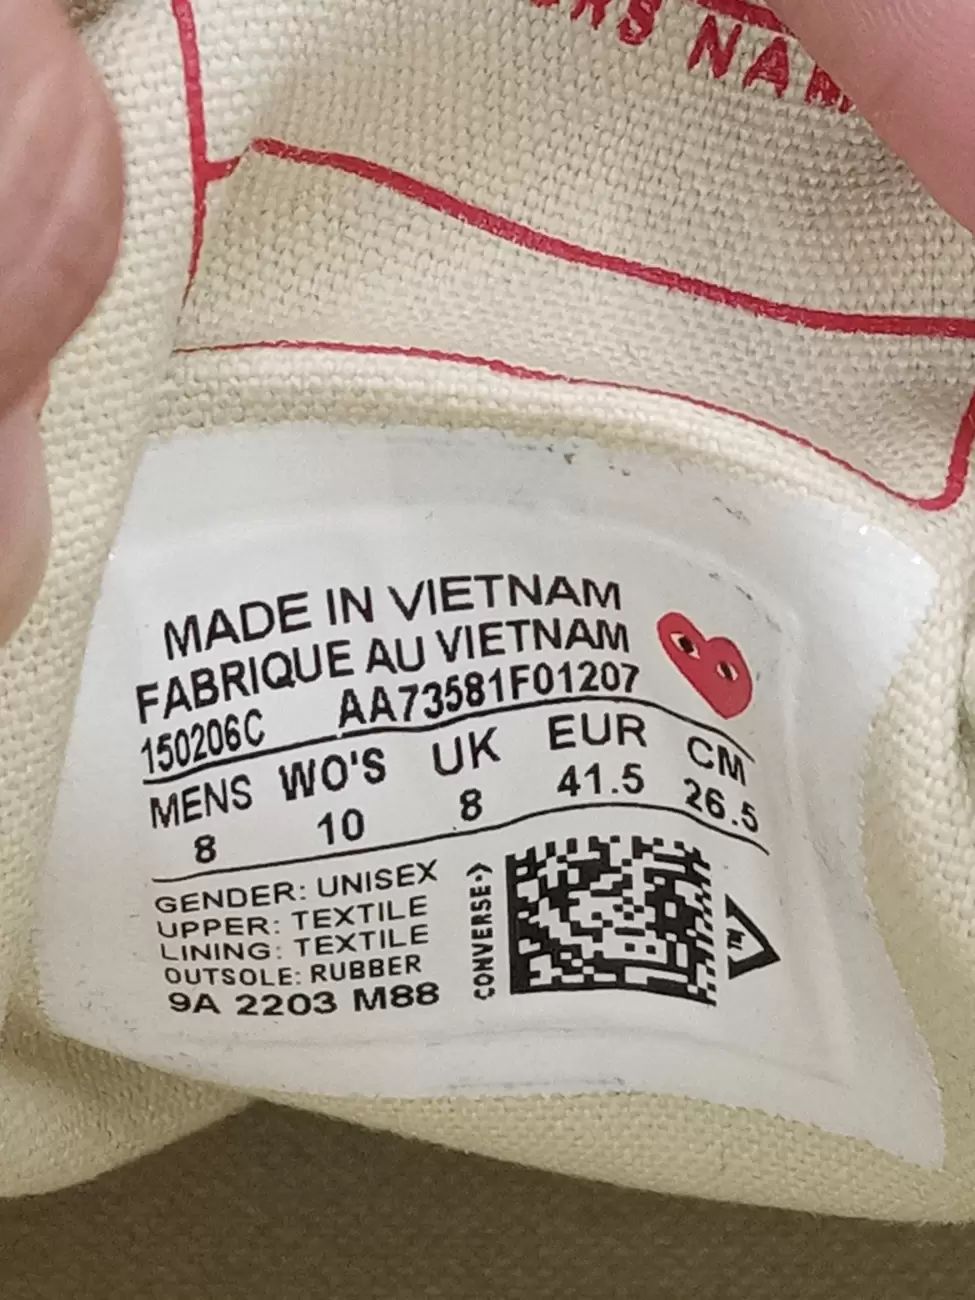 MADE IN VIETNAM
FABRIQUE AU VIETNAM
150206C AA73581F01207
MENS WO'S UK EUR CM
8 10 8 41.5 26.5
GENDER: UNISEX
UPPER: TEXTILE
LINING: TEXTILE
OUTSOLE: RUBBER
9A 2203 M88
CONVERSE
TM